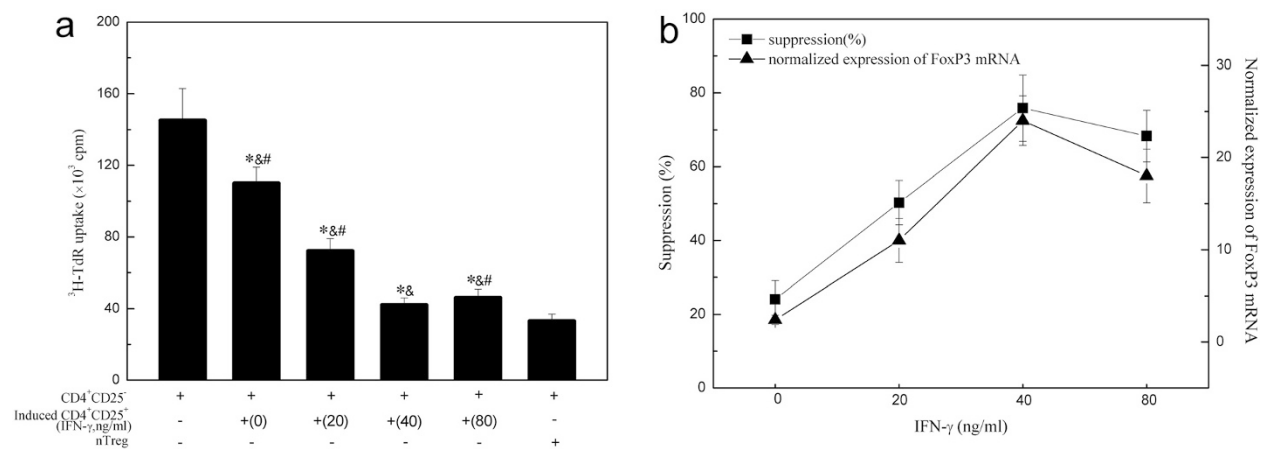 a
200
160
120
80
40
0
³H-TdR uptake (×10³ cpm)
*&#
*&#
*&
*&#
CD4⁺CD25⁻ + + + + + +
Induced CD4⁺CD25⁺
(IFN-γ,ng/ml) - +(0) +(20) +(40) +(80) -
nTreg - - - - - +
b
suppression(%)
normalized expression of FoxP3 mRNA
100
80
60
40
20
0
Suppression (%)
30
20
10
0
Normalized expression of FoxP3 mRNA
0 20 40 80
IFN-γ (ng/ml)